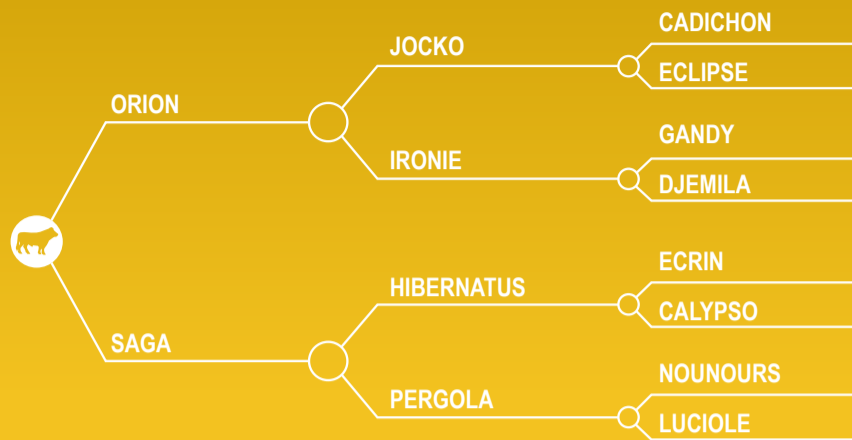 CADICHON
JOCKO
ECLIPSE
ORION
GANDY
IRONIE
DJEMILA
ECRIN
HIBERNATUS
CALYPSO
SAGA
NOUNOURS
PERGOLA
LUCIOLE